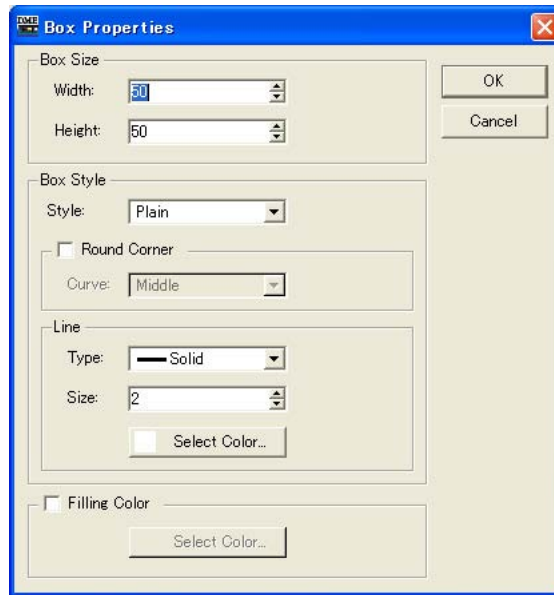 Box Properties
Box Size
Width:
50
Height:
50
OK
Cancel
Box Style
Style:
Plain
Round Corner
Curve:
Middle
Line
Type:
Solid
Size:
2
Select Color...
Filling Color
Select Color...